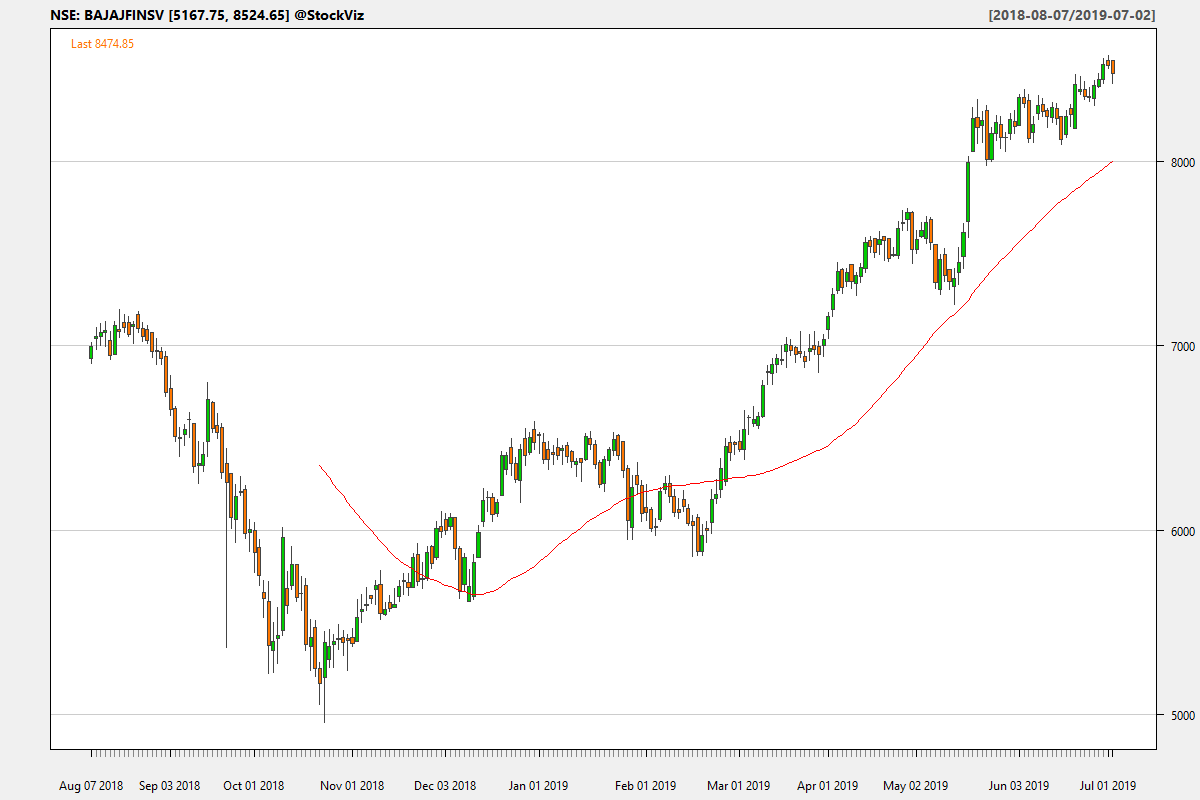 NSE: BAJAJFINSV [5167.75, 8524.65] @StockViz [2018-08-07/2019-07-02]
Last 8474.85
8000
7000
6000
5000
Aug 07 2018 Sep 03 2018 Oct 01 2018 Nov 01 2018 Dec 03 2018 Jan 01 2019 Feb 01 2019 Mar 01 2019 Apr 01 2019 May 02 2019 Jun 03 2019 Jul 01 2019